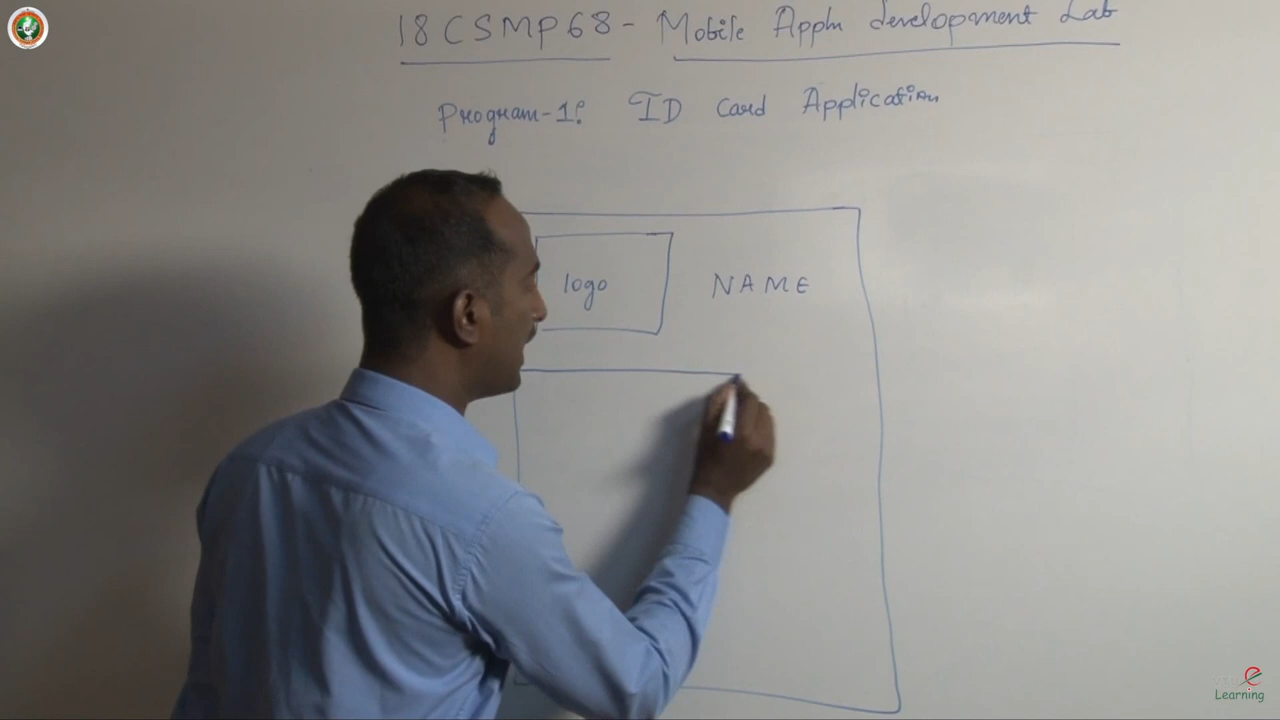 18CSMP68 - Mobile Appln development Lab
Program-1: ID Card Application
logo
NAME
e
Learning